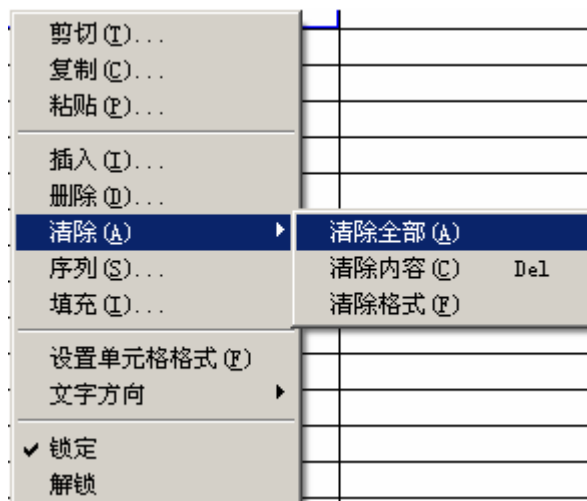 剪切(T)...
复制(C)...
粘贴(P)...
插入(I)...
删除(D)...
清除(A)
清除全部(A)
序列(S)...
清除内容(C) Del
填充(I)...
清除格式(F)
设置单元格格式(F)
文字方向
锁定
解锁